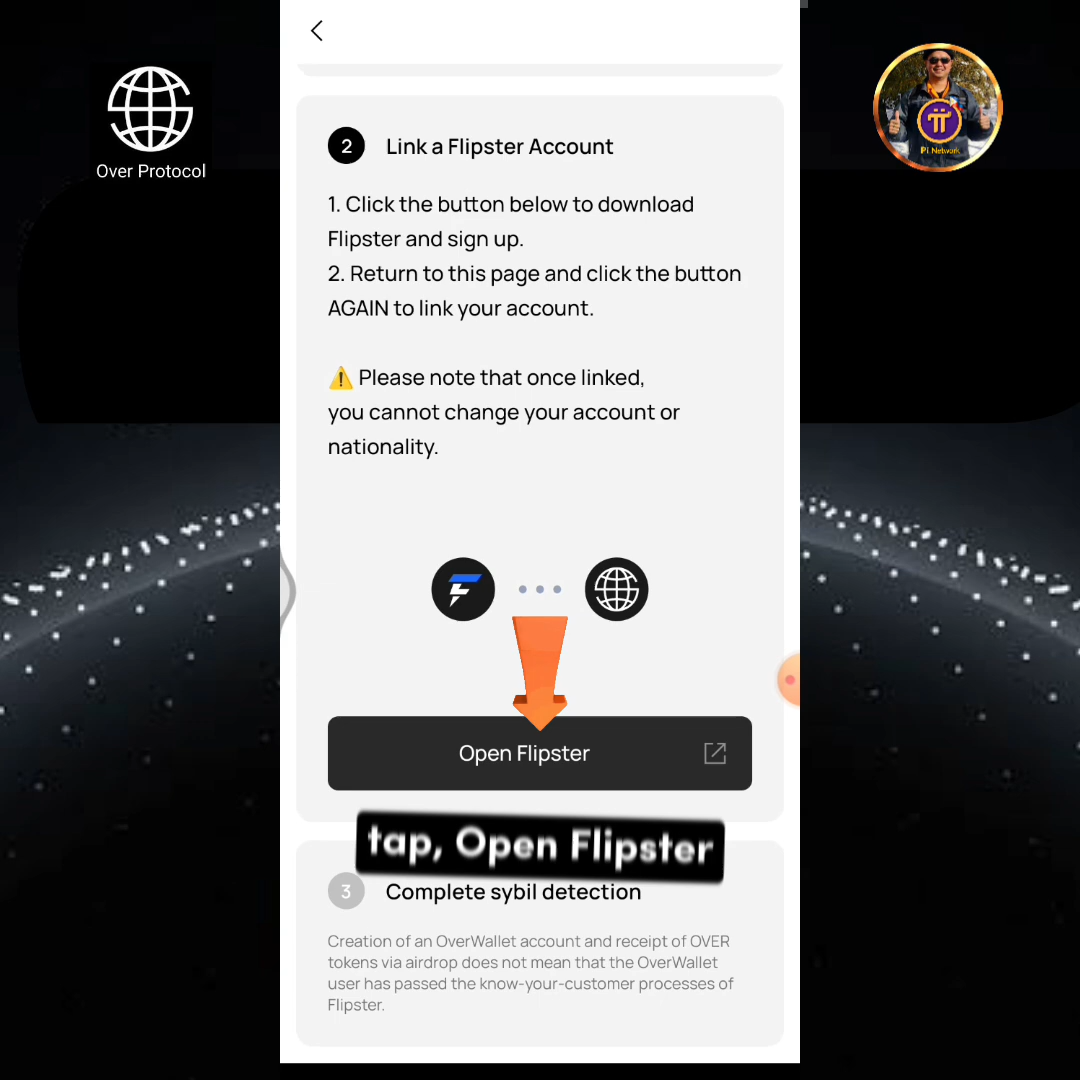 Over Protocol
Pi Network
2 Link a Flipster Account
1. Click the button below to download
Flipster and sign up.
2. Return to this page and click the button
AGAIN to link your account.
⚠️ Please note that once linked,
you cannot change your account or
nationality.
Open Flipster
tap, Open Flipster
3 Complete sybil detection
Creation of an OverWallet account and receipt of OVER
tokens via airdrop does not mean that the OverWallet
user has passed the know-your-customer processes of
Flipster.